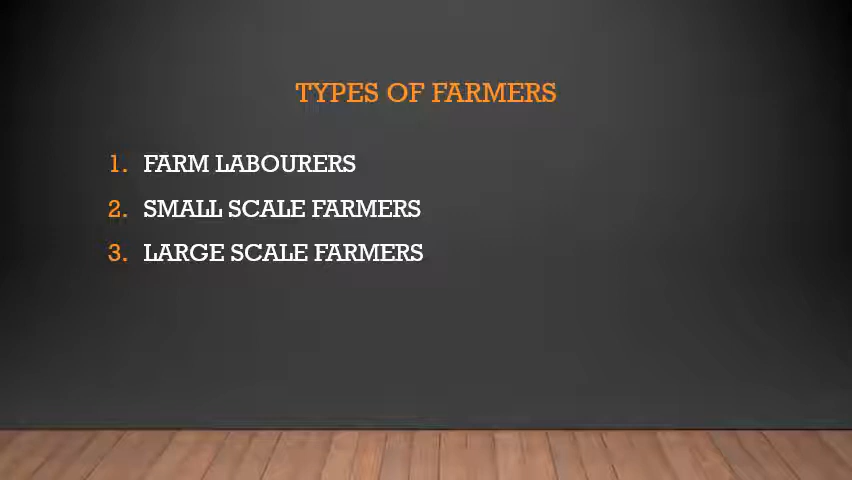 TYPES OF FARMERS
1. FARM LABOURERS
2. SMALL SCALE FARMERS
3. LARGE SCALE FARMERS